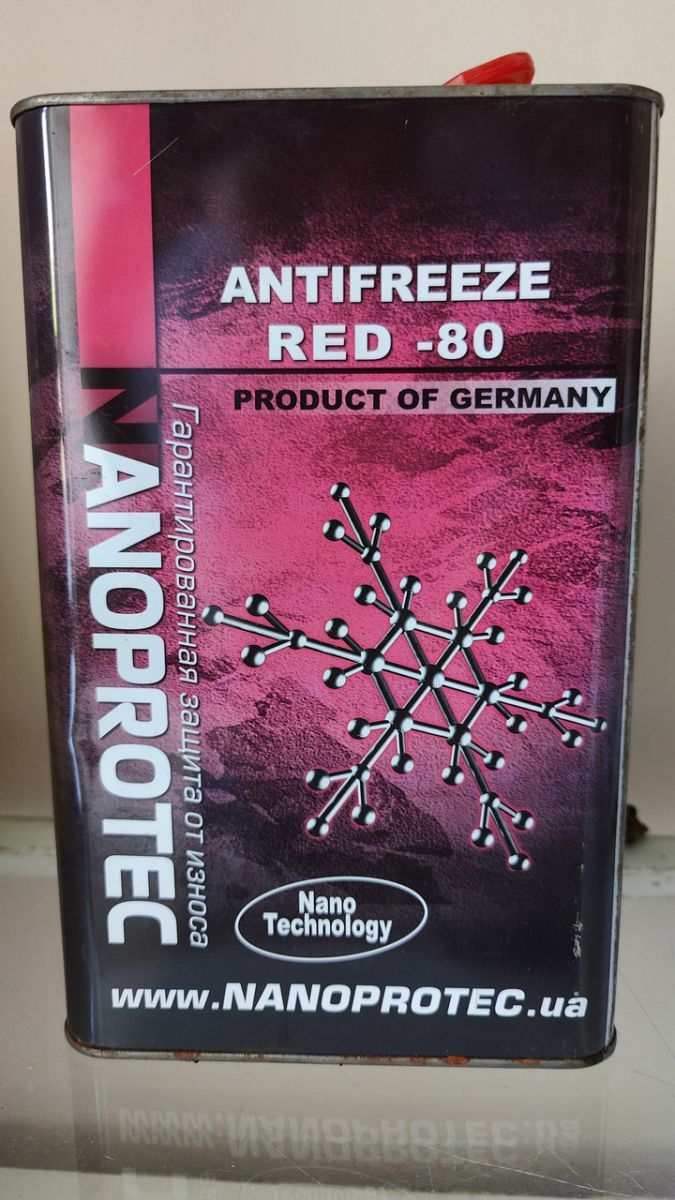 ANTIFREEZE
RED -80
PRODUCT OF GERMANY
NANOPROTEC
Гарантированная защита от износа
Nano
Technology
www.NANOPROTEC.ua